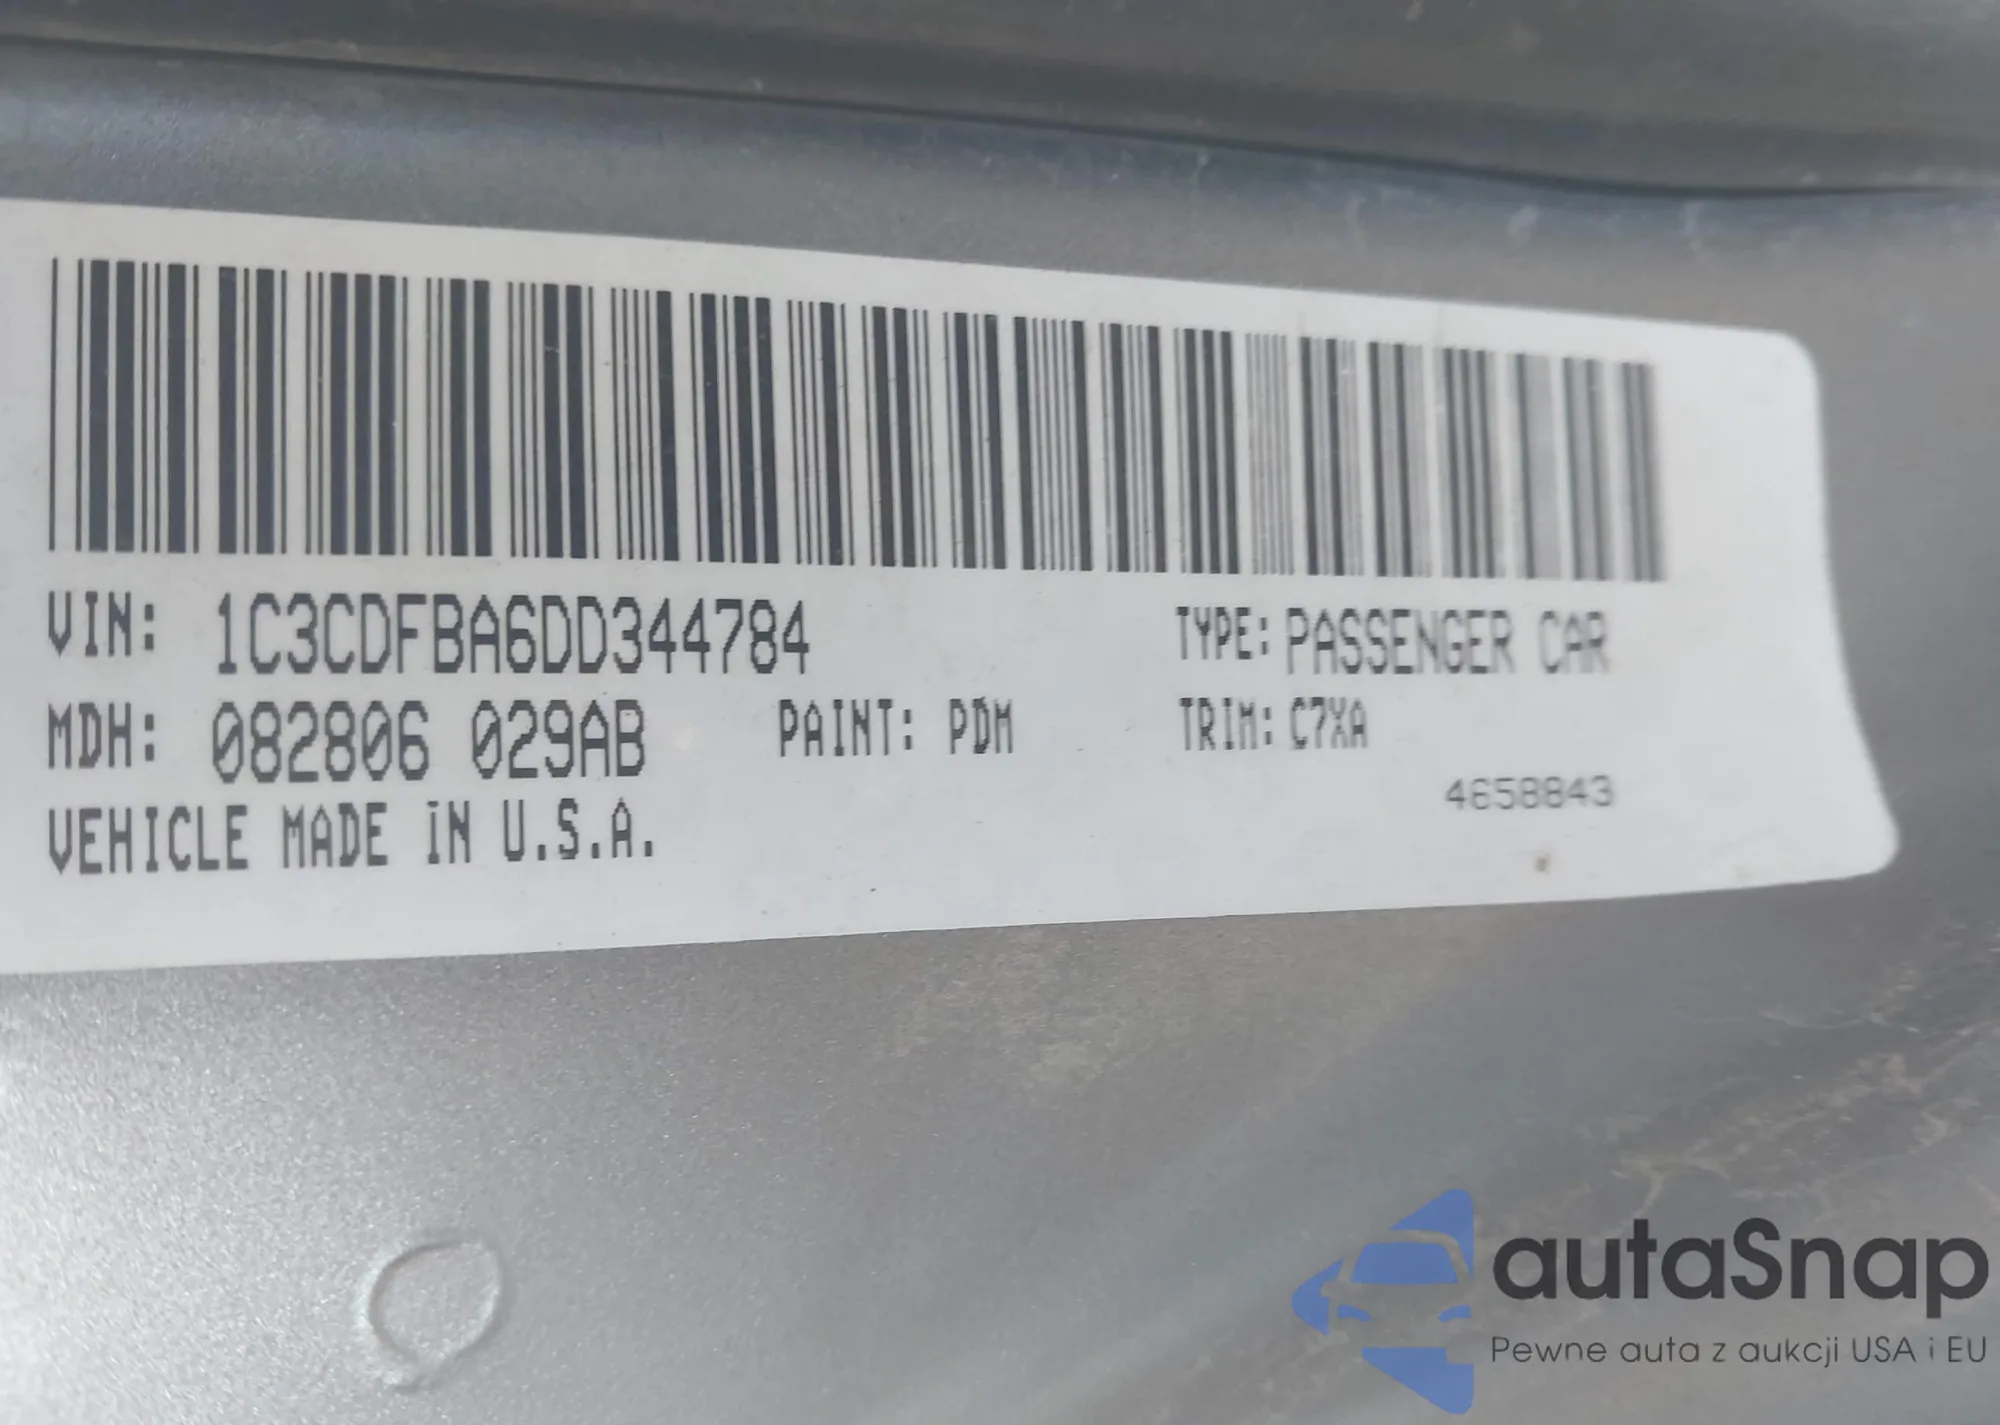 VIN: 1C3CDFBA6DD344784 TYPE: PASSENGER CAR
MDH: 082806 029AB PAINT: PDM TRIM: C7XA
4658843
VEHICLE MADE IN U.S.A.
autaSnap
Pewne auta z aukcji USA i EU